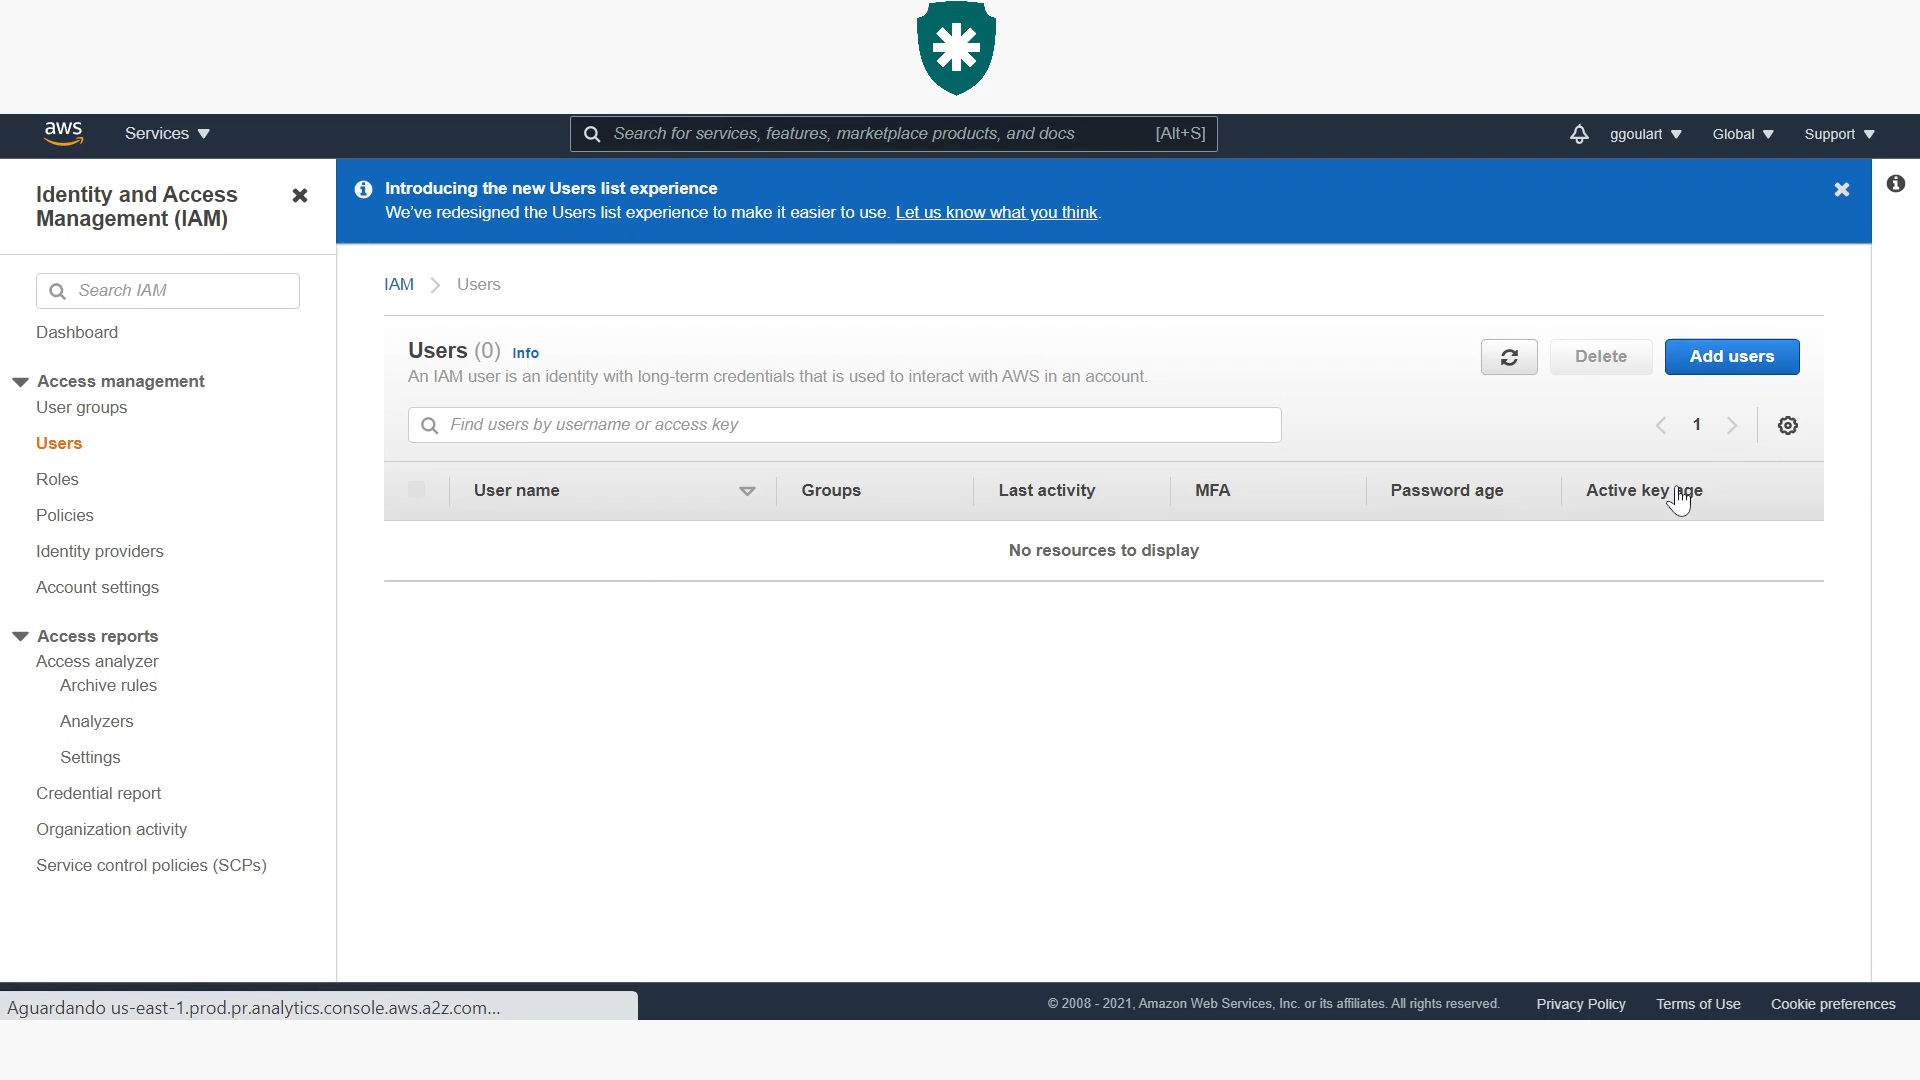 aws
Services
Search for services, features, marketplace products, and docs [Alt+S]
ggoulart
Global
Support
Identity and Access
Management (IAM)
Search IAM
Dashboard
Access management
User groups
Users
Roles
Policies
Identity providers
Account settings
Access reports
Access analyzer
Archive rules
Analyzers
Settings
Credential report
Organization activity
Service control policies (SCPs)
Introducing the new Users list experience
We've redesigned the Users list experience to make it easier to use. Let us know what you think.
IAM > Users
Users (0) Info
An IAM user is an identity with long-term credentials that is used to interact with AWS in an account.
Delete
Add users
Find users by username or access key
1
User name
Groups
Last activity
MFA
Password age
Active key age
No resources to display
Aguardando us-east-1.prod.pr.analytics.console.aws.a2z.com...
© 2008 - 2021, Amazon Web Services, Inc. or its affiliates. All rights reserved.
Privacy Policy
Terms of Use
Cookie preferences